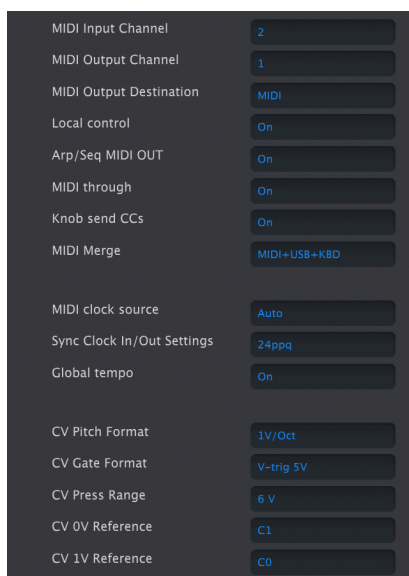 MIDI Input Channel 2
MIDI Output Channel 1
MIDI Output Destination MIDI
Local control On
Arp/Seq MIDI OUT On
MIDI through On
Knob send CCs On
MIDI Merge MIDI+USB+KBD
MIDI clock source Auto
Sync Clock In/Out Settings 24ppq
Global tempo On
CV Pitch Format 1V/Oct
CV Gate Format V-trig 5V
CV Press Range 6 V
CV 0V Reference C1
CV 1V Reference C0